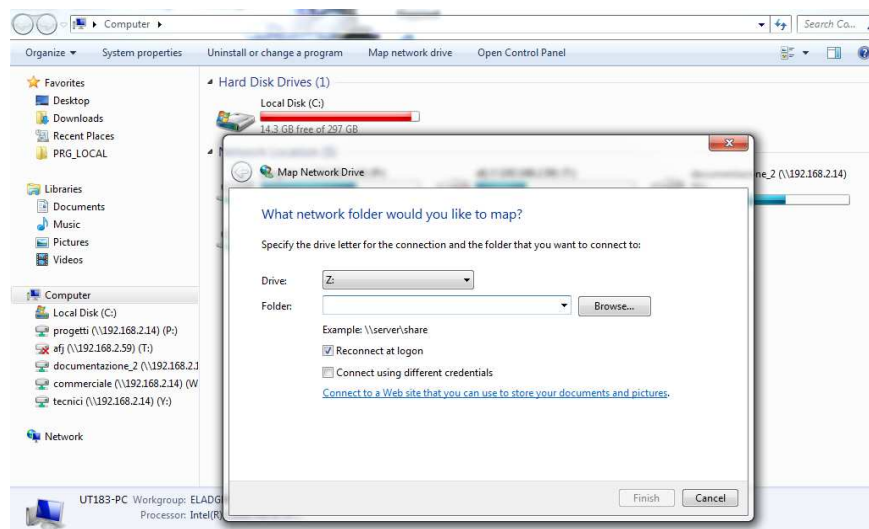 Computer
Search Co...
Organize
System properties
Uninstall or change a program
Map network drive
Open Control Panel
Favorites
Desktop
Downloads
Recent Places
PRG_LOCAL
Libraries
Documents
Music
Pictures
Videos
Computer
Local Disk (C:)
progetti (\\192.168.2.14) (P:)
afj (\\192.168.2.59) (T:)
documentazione_2 (\\192.168.2.1
commerciale (\\192.168.2.14) (W
tecnici (\\192.168.2.14) (Y:)
Network
Hard Disk Drives (1)
Local Disk (C:)
14.3 GB free of 297 GB
ne_2 (\\192.168.2.14)
Map Network Drive
What network folder would you like to map?
Specify the drive letter for the connection and the folder that you want to connect to:
Drive:
Z:
Folder:
Browse...
Example: \\server\share
Reconnect at logon
Connect using different credentials
Connect to a Web site that you can use to store your documents and pictures.
Finish
Cancel
UT183-PC Workgroup:
Processor: Intel(R)